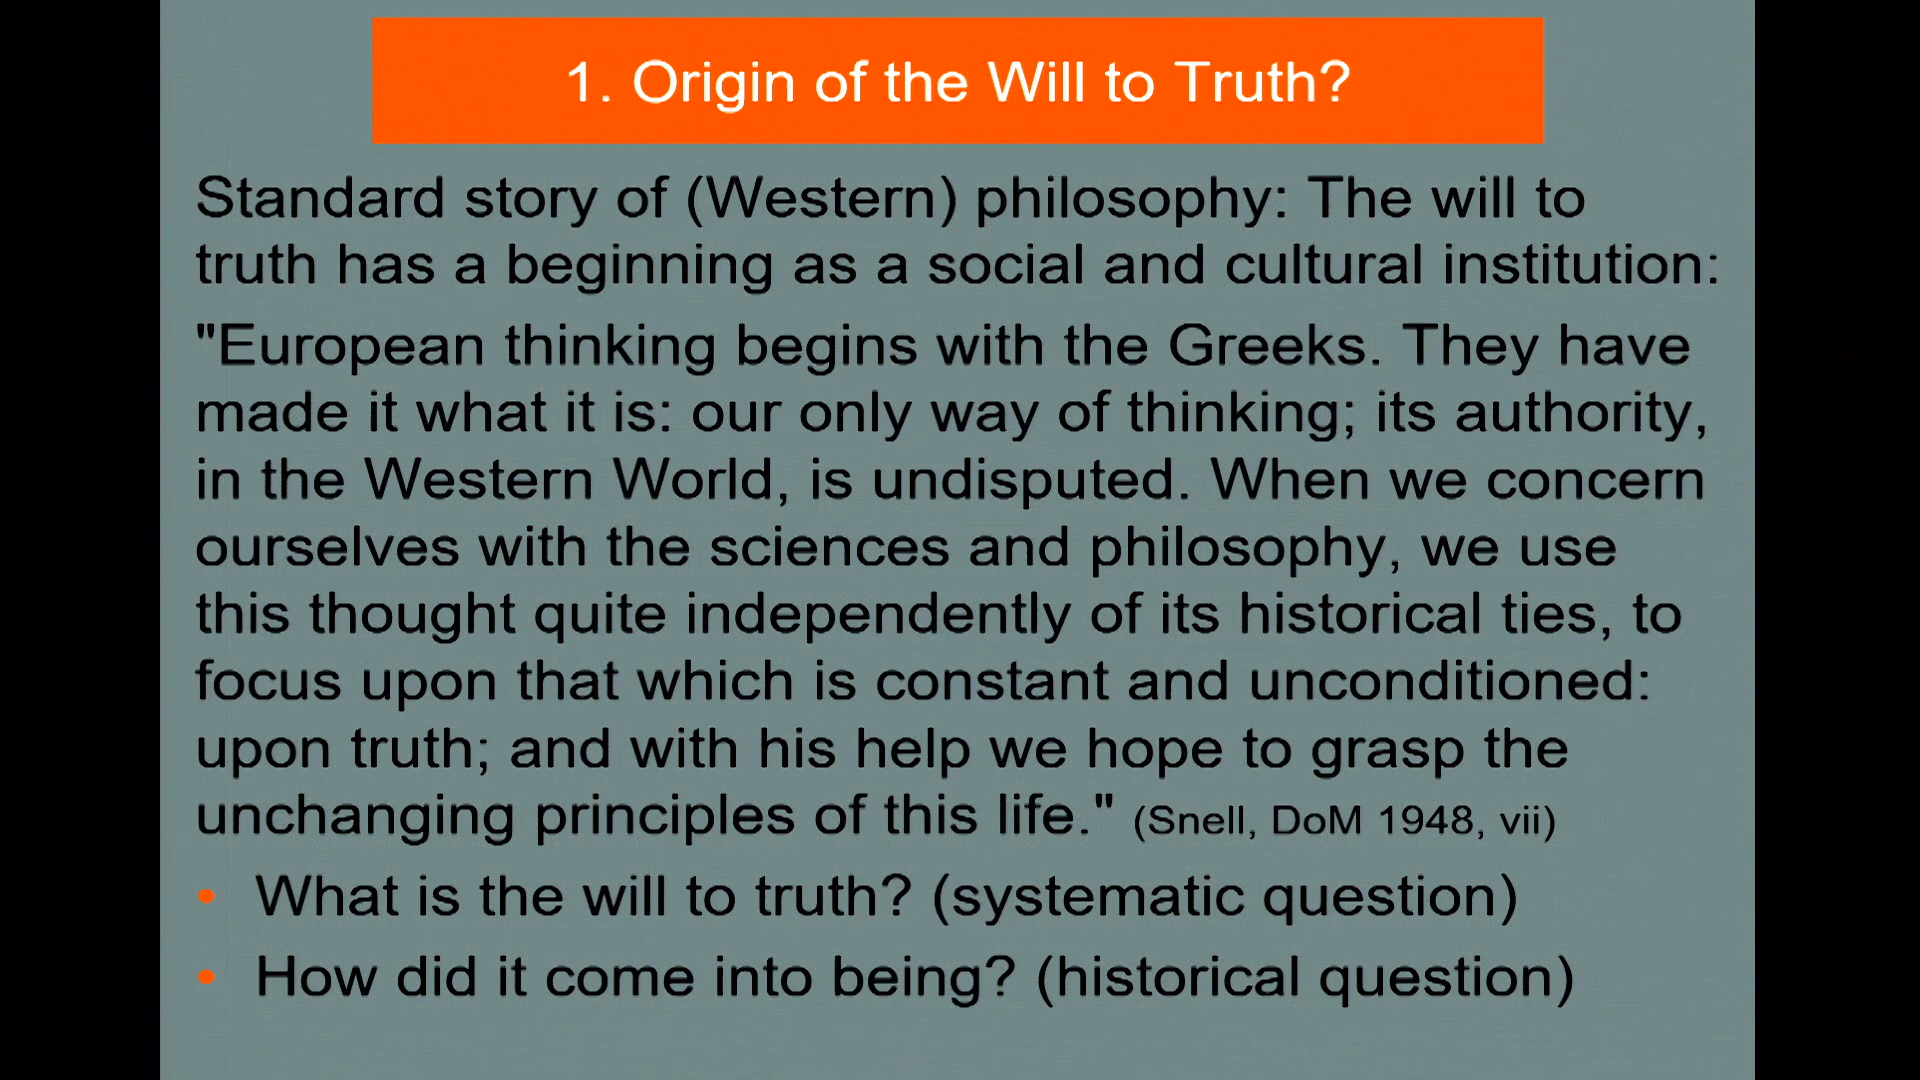 1. Origin of the Will to Truth?
Standard story of (Western) philosophy: The will to
truth has a beginning as a social and cultural institution:
"European thinking begins with the Greeks. They have
made it what it is: our only way of thinking; its authority,
in the Western World, is undisputed. When we concern
ourselves with the sciences and philosophy, we use
this thought quite independently of its historical ties, to
focus upon that which is constant and unconditioned:
upon truth; and with his help we hope to grasp the
unchanging principles of this life." (Snell, DoM 1948, vii)
• What is the will to truth? (systematic question)
• How did it come into being? (historical question)